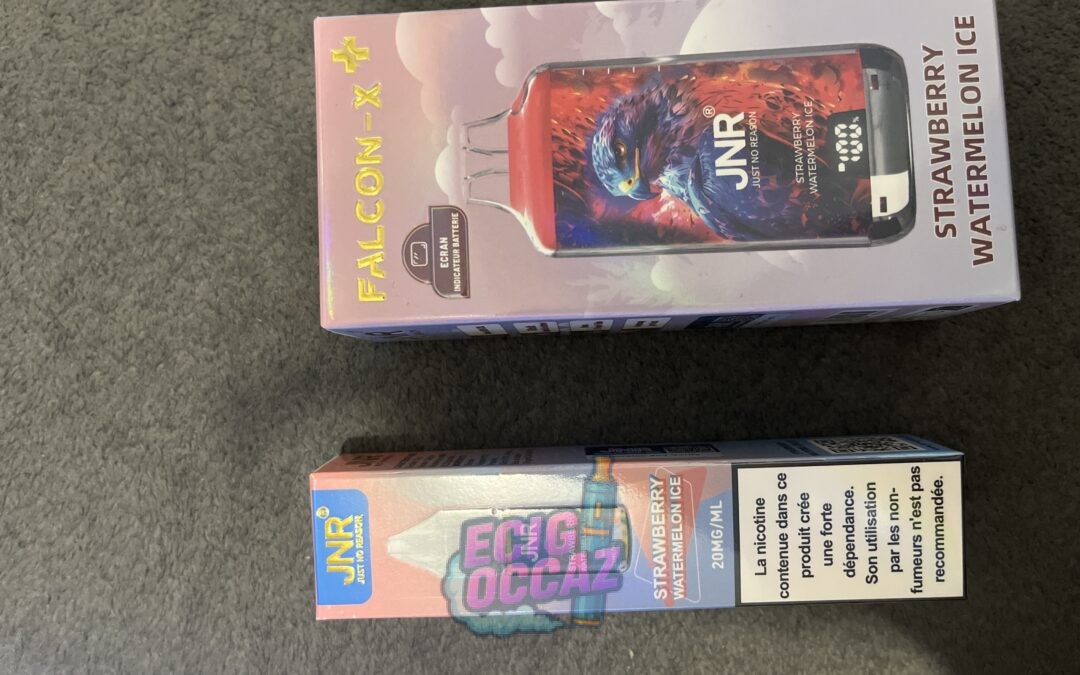 FALCON-X +
ECRAN
INDICATEUR BATTERIE
JNR®
JUST NO REASON
STRAWBERRY
WATERMELON ICE
100%
STRAWBERRY
WATERMELON ICE
JNR®
JUST NO REASON.
JNR
ECIG
OCCAZ
STRAWBERRY
WATERMELON ICE
20MG/ML
La nicotine
contenue dans ce
produit crée
une forte
dépendance.
Son utilisation
par les non-
fumeurs n'est pas
recommandée.